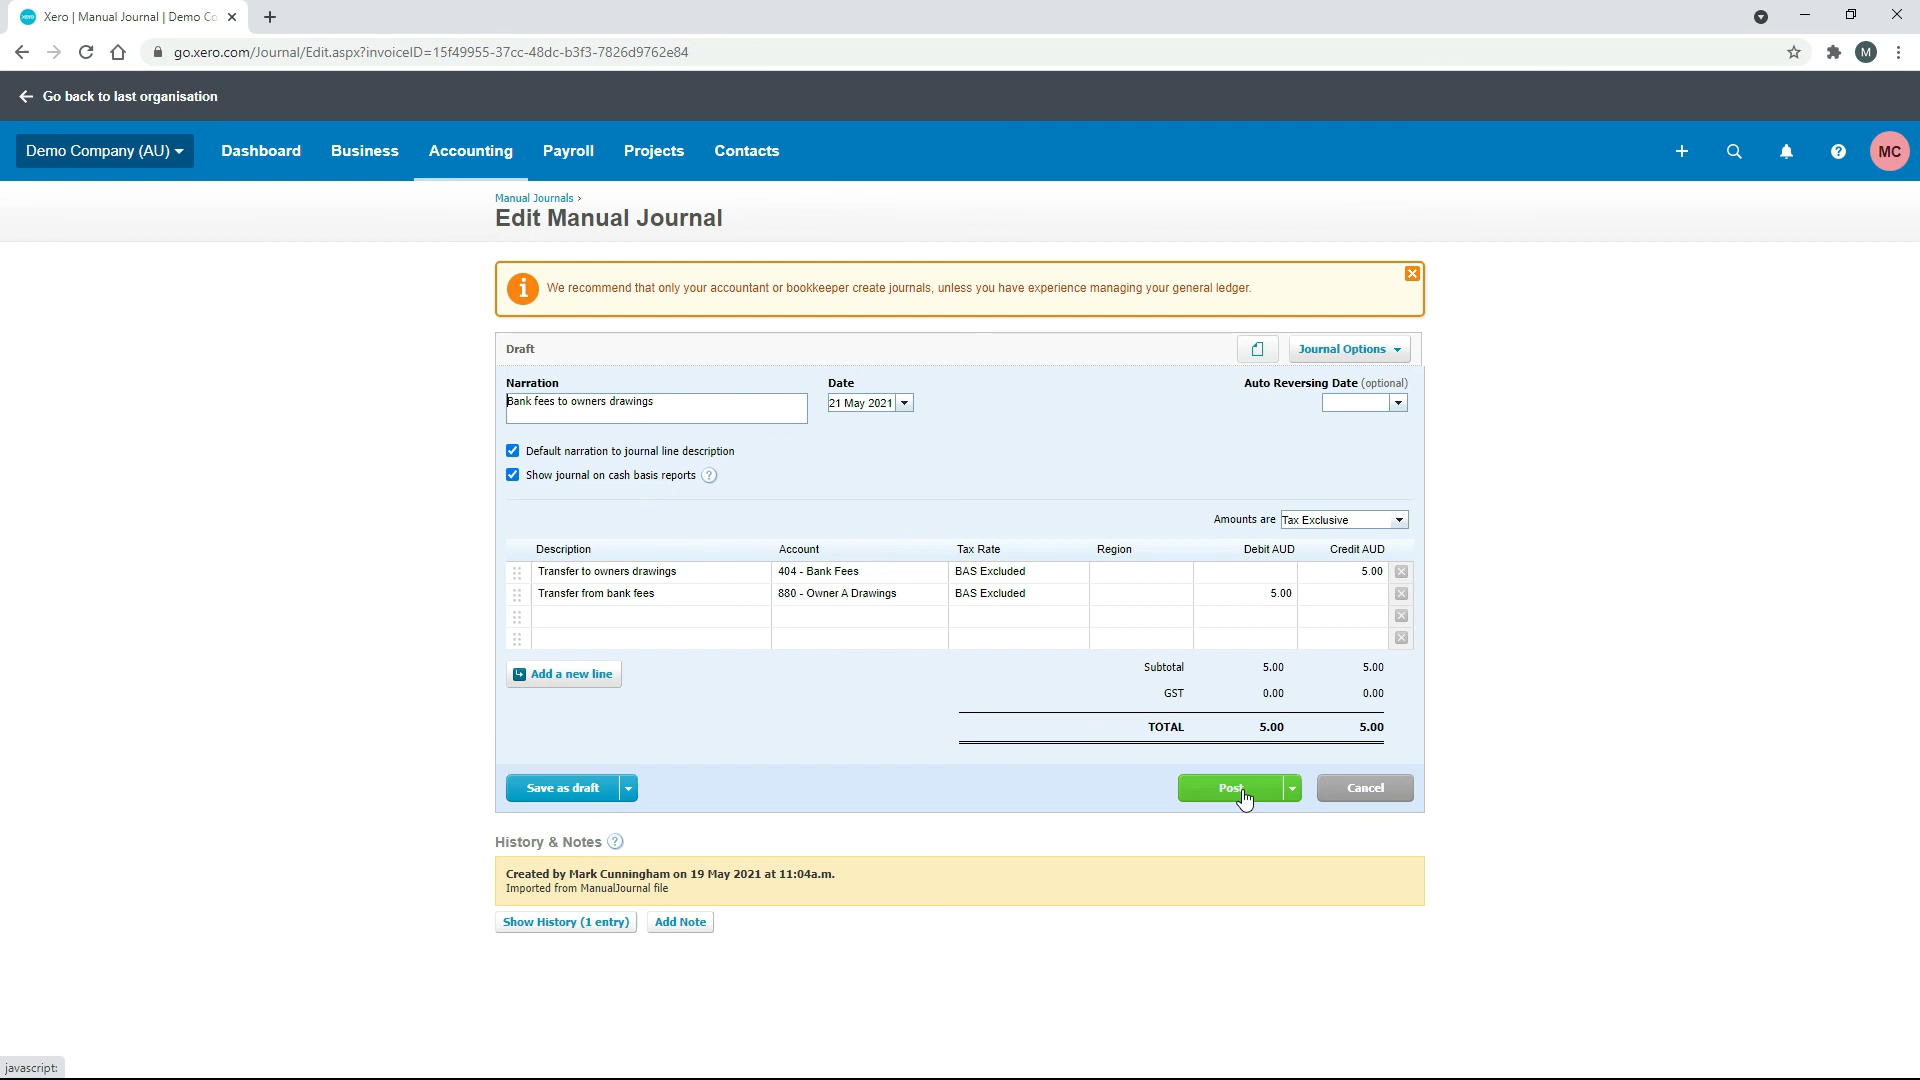 Xero | Manual Journal | Demo Co
go.xero.com/Journal/Edit.aspx?invoiceID=15f49955-37cc-48dc-b3f3-7826d9762e84
M
Go back to last organisation
Demo Company (AU) Dashboard Business Accounting Payroll Projects Contacts MC
Manual Journals ›
Edit Manual Journal
We recommend that only your accountant or bookkeeper create journals, unless you have experience managing your general ledger.
Draft Journal Options
Narration Date Auto Reversing Date (optional)
Bank fees to owners drawings 21 May 2021
Default narration to journal line description
Show journal on cash basis reports ?
Amounts are Tax Exclusive
Description Account Tax Rate Region Debit AUD Credit AUD
Transfer to owners drawings 404 - Bank Fees BAS Excluded 5.00
Transfer from bank fees 880 - Owner A Drawings BAS Excluded 5.00
Add a new line
Subtotal 5.00 5.00
GST 0.00 0.00
TOTAL 5.00 5.00
Save as draft Post Cancel
History & Notes ?
Created by Mark Cunningham on 19 May 2021 at 11:04a.m.
Imported from ManualJournal file
Show History (1 entry) Add Note
javascript: